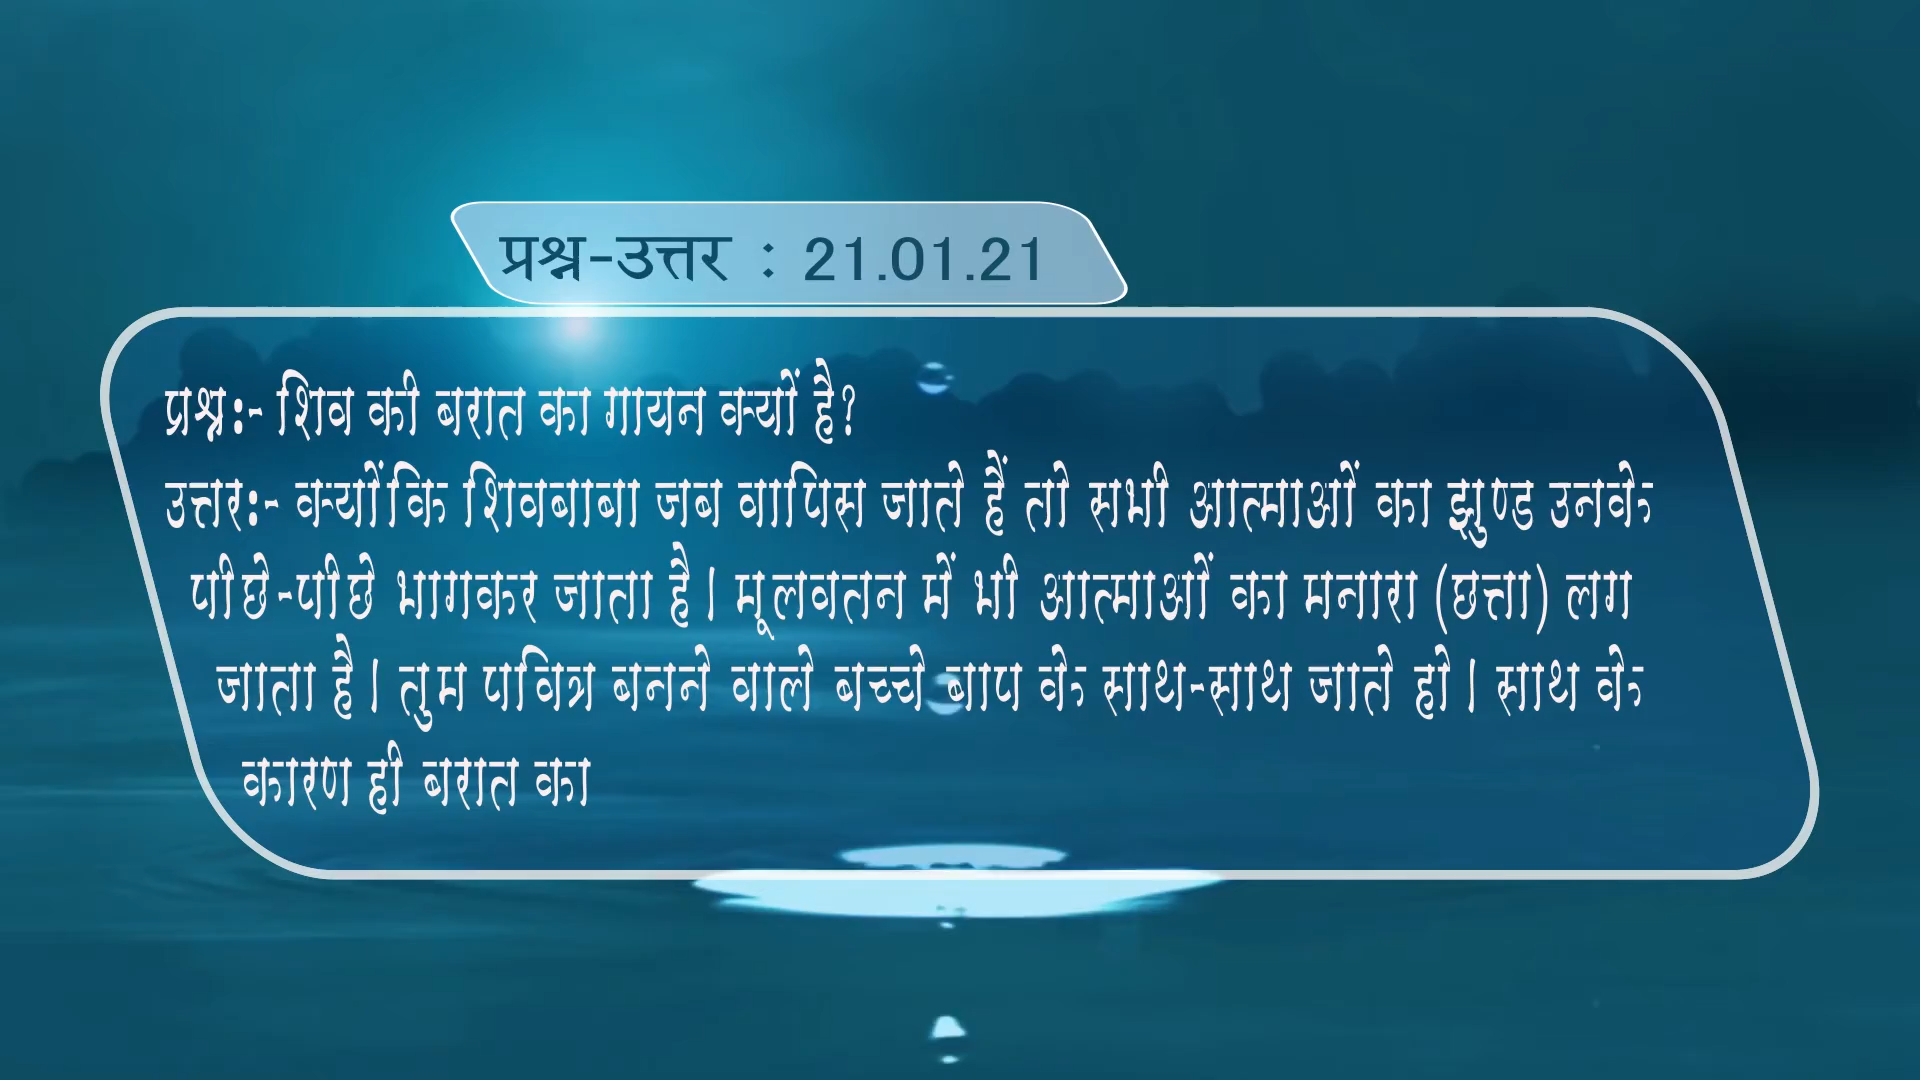 प्रश्न-उत्तर : 21.01.21
प्रश्न:- शिव की बरात का गायन क्यों है?
उत्तर:- क्योंकि शिवबाबा जब वापिस जाते हैं तो सभी आत्माओं का झुण्ड उनके
पीछे-पीछे भागकर जाता है। मूलवतन में भी आत्माओं का मनारा (छत्ता) लग
जाता है। तुम पवित्र बनने वाले बच्चे बाप के साथ-साथ जाते हो। साथ के
कारण ही बरात का